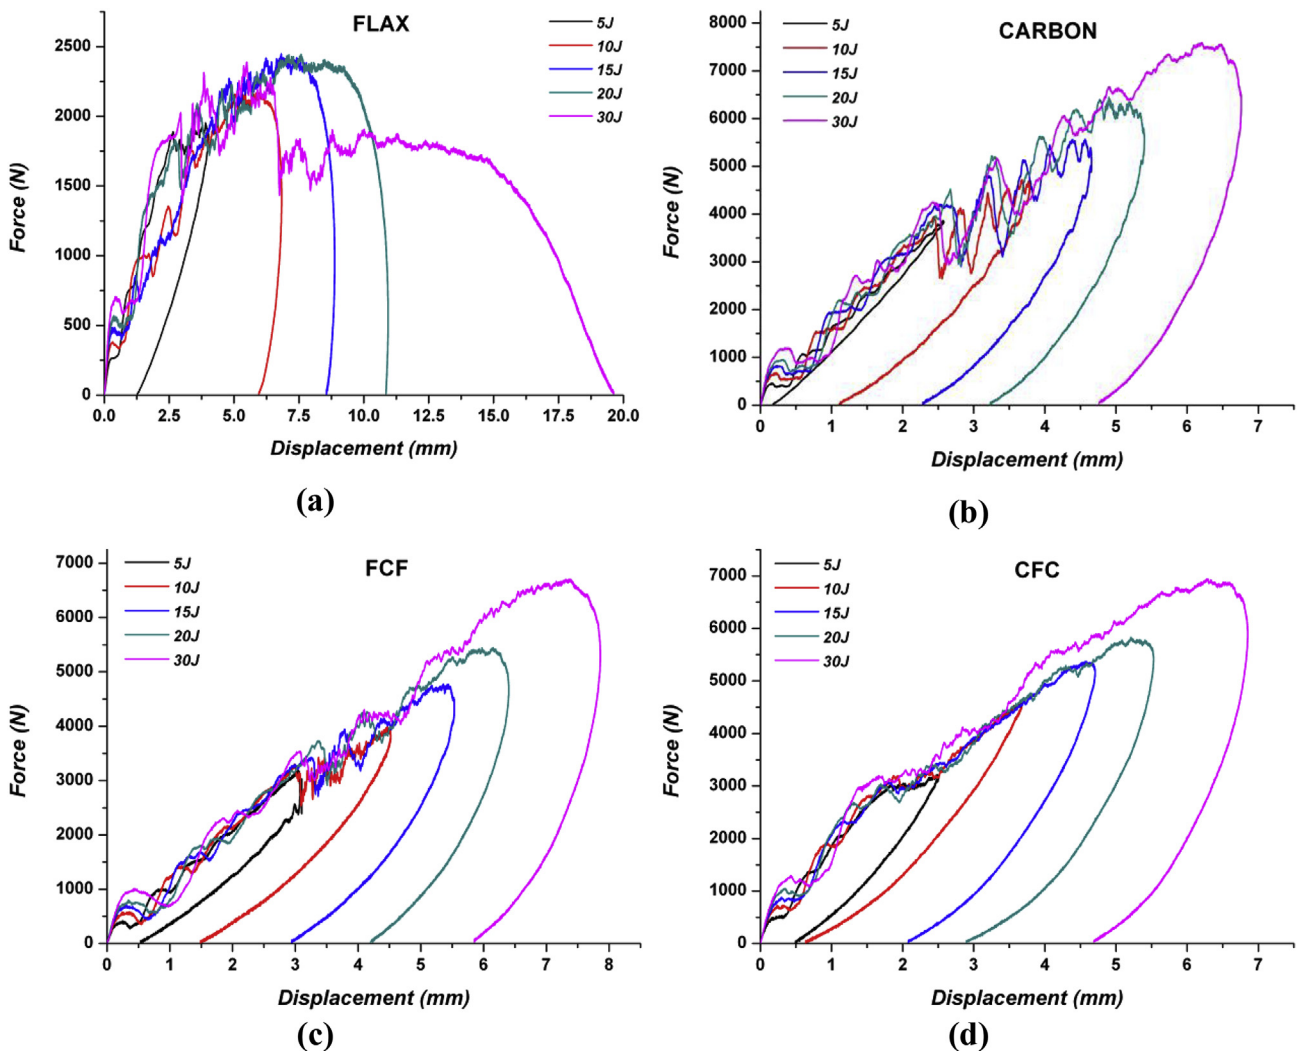 FLAX
5J
10J
15J
20J
30J
2500
2000
1500
1000
500
0
0.0 2.5 5.0 7.5 10.0 12.5 15.0 17.5 20.0
Force (N)
Displacement (mm)
(a)
CARBON
5J
10J
15J
20J
30J
8000
7000
6000
5000
4000
3000
2000
1000
0
0 1 2 3 4 5 6 7
Force (N)
Displacement (mm)
(b)
FCF
5J
10J
15J
20J
30J
7000
6000
5000
4000
3000
2000
1000
0
0 1 2 3 4 5 6 7 8
Force (N)
Displacement (mm)
(c)
CFC
5J
10J
15J
20J
30J
7000
6000
5000
4000
3000
2000
1000
0
0 1 2 3 4 5 6 7
Force (N)
Displacement (mm)
(d)